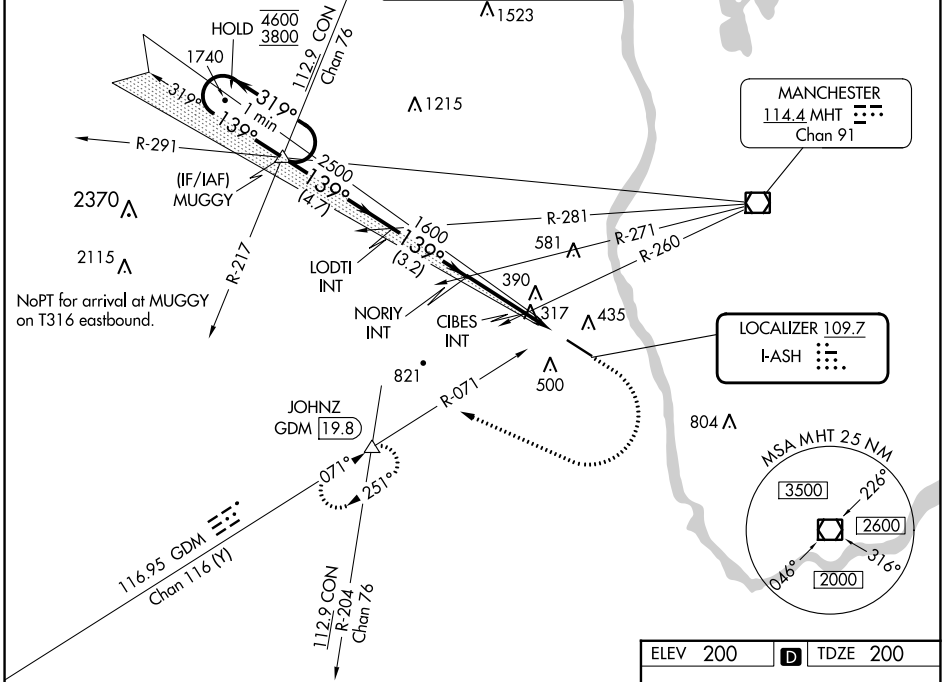 1523
HOLD
4600
3800
112.9 CON
Chan 76
1740
319°
319°
1 min
139°
1215
MANCHESTER
114.4 MHT
Chan 91
R-291
(IF/IAF)
MUGGY
2500
139°
(4.7)
2370
2115
R-217
1600
139°
(3.2)
R-281
R-271
R-260
581
LODTI
INT
390
317
435
NORIY
INT
CIBES
INT
NoPT for arrival at MUGGY
on T316 eastbound.
LOCALIZER 109.7
I-ASH
821
500
R-071
JOHNZ
GDM 19.8
804
071°
251°
MSA MHT 25 NM
3500
226°
2600
046°
316°
2000
116.95 GDM
Chan 116 (Y)
112.9 CON
R-204
Chan 76
ELEV 200 D TDZE 200